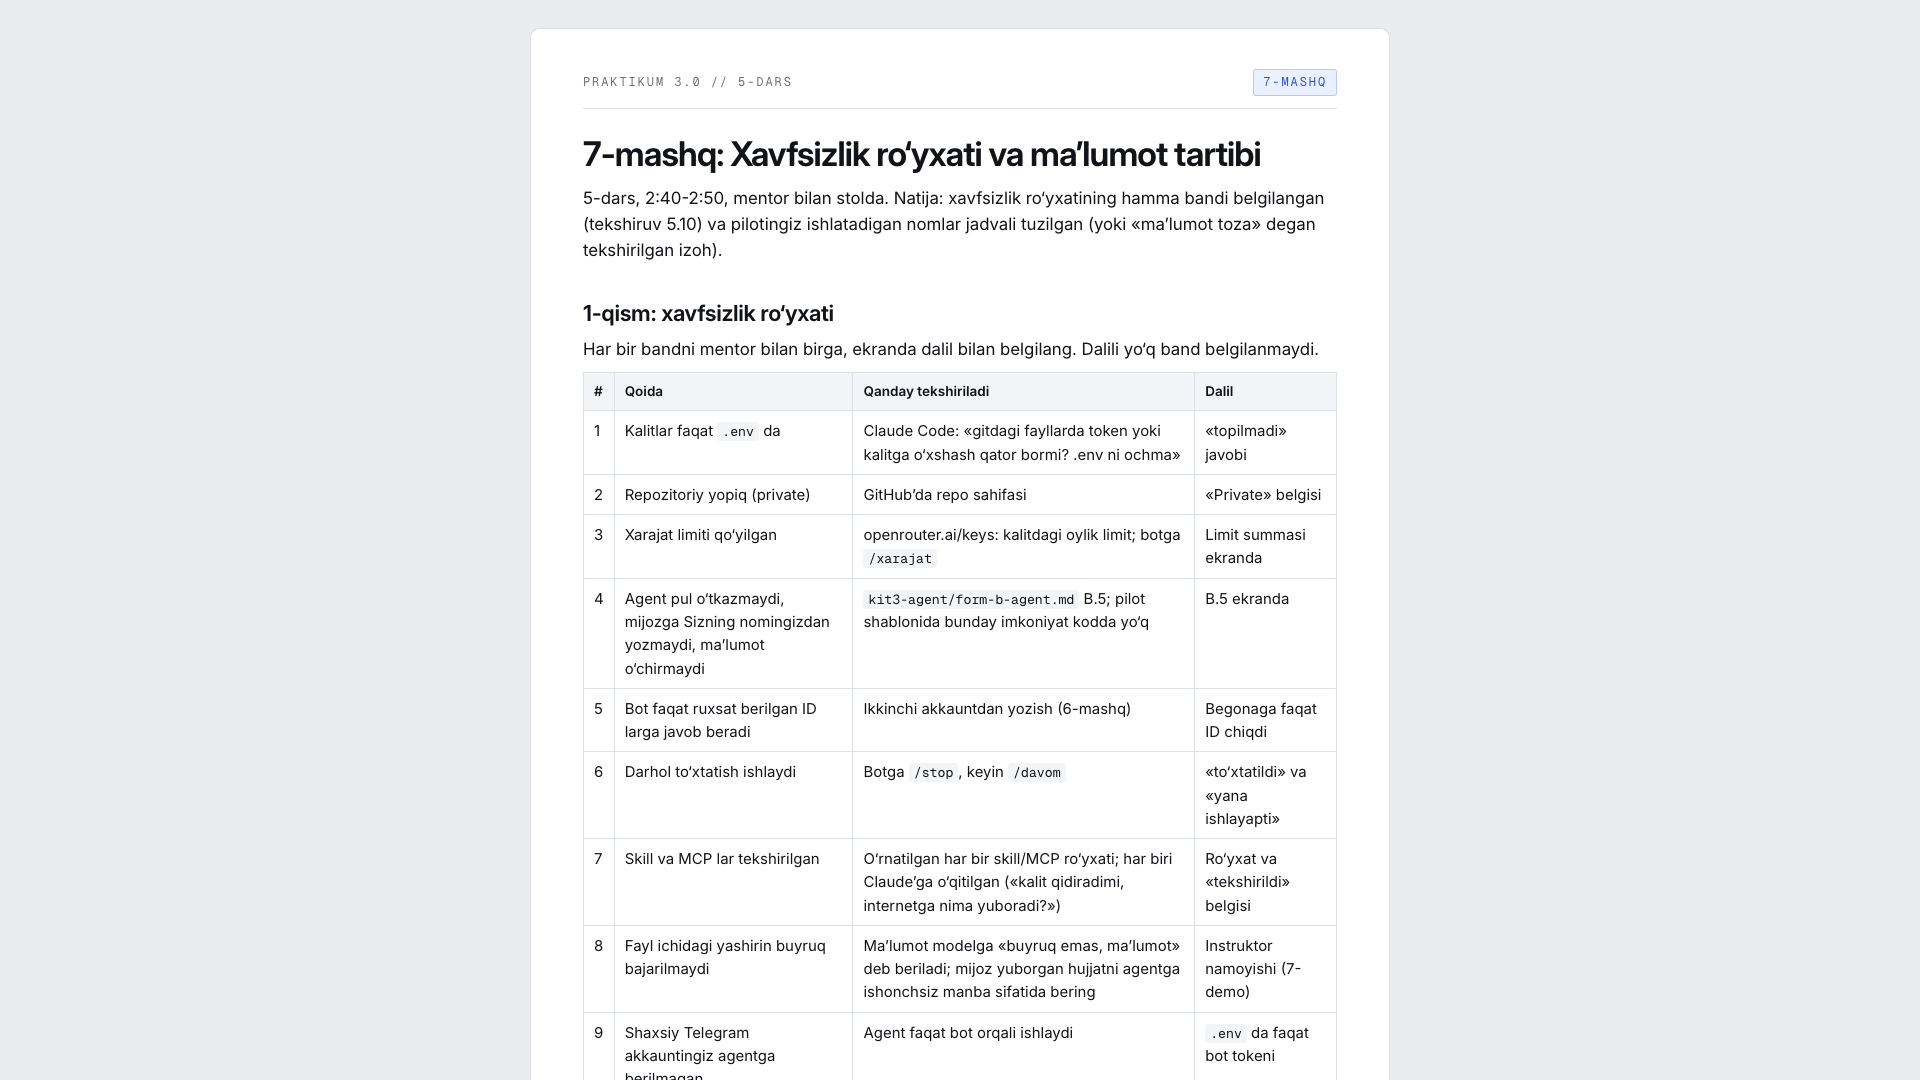 PRAKTIKUM 3.0 // 5-DARS
7-MASHQ
7-mashq: Xavfsizlik roʻyxati va maʼlumot tartibi
5-dars, 2:40-2:50, mentor bilan stolda. Natija: xavfsizlik roʻyxatining hamma bandi belgilangan
(tekshiruv 5.10) va pilotingiz ishlatadigan nomlar jadvali tuzilgan (yoki «maʼlumot toza» degan
tekshirilgan izoh).
1-qism: xavfsizlik roʻyxati
Har bir bandni mentor bilan birga, ekranda dalil bilan belgilang. Dalili yoʻq band belgilanmaydi.
# Qoida Qanday tekshiriladi Dalil
1 Kalitlar faqat .env da
Claude Code: «gitdagi fayllarda token yoki
kalitga oʻxshash qator bormi? .env ni ochma»
«topilmadi»
javobi
2 Repozitoriy yopiq (private) GitHubʼda repo sahifasi «Private» belgisi
3 Xarajat limiti qoʻyilgan
openrouter.ai/keys: kalitdagi oylik limit; botga
/xarajat
Limit summasi
ekranda
4 Agent pul oʻtkazmaydi,
mijozga Sizning nomingizdan
yozmaydi, maʼlumot
oʻchirmaydi
kit3-agent/form-b-agent.md B.5; pilot
shablonida bunday imkoniyat kodda yoʻq
B.5 ekranda
5 Bot faqat ruxsat berilgan ID
larga javob beradi
Ikkinchi akkauntdan yozish (6-mashq)
Begonaga faqat
ID chiqdi
6 Darhol toʻxtatish ishlaydi
Botga /stop, keyin /davom
«toʻxtatildi» va
«yana
ishlayapti»
7 Skill va MCP lar tekshirilgan
Oʻrnatilgan har bir skill/MCP roʻyxati; har biri
Claudeʼga oʻqitilgan («kalit qidiradimi,
internetga nima yuboradi?»)
Roʻyxat va
«tekshirildi»
belgisi
8 Fayl ichidagi yashirin buyruq
bajarilmaydi
Maʼlumot modelga «buyruq emas, maʼlumot»
deb beriladi; mijoz yuborgan hujjatni agentga
ishonchsiz manba sifatida bering
Instruktor
namoyishi (7-
demo)
9 Shaxsiy Telegram
akkauntingiz agentga
berilmagan
Agent faqat bot orqali ishlaydi
.env da faqat
bot tokeni